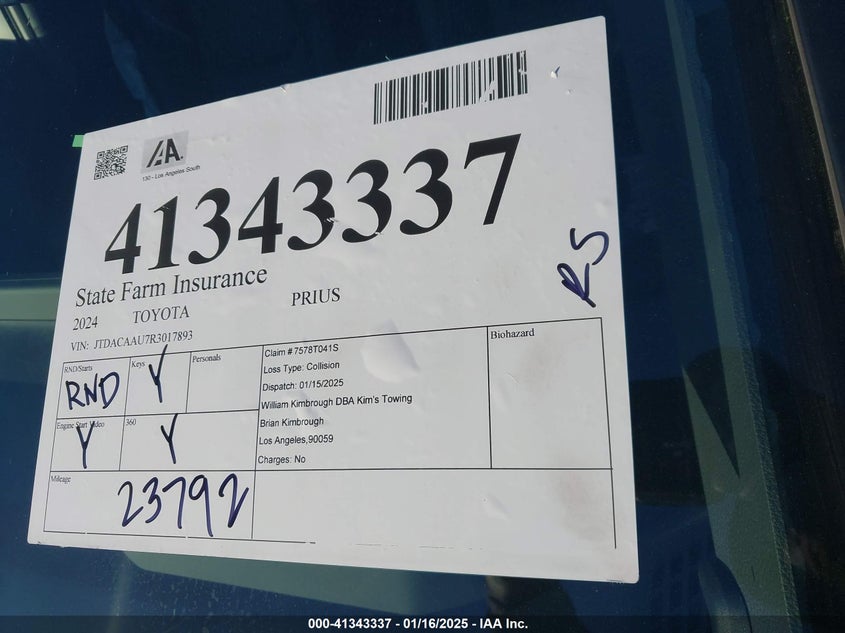 IAA.
130 - Los Angeles South
41343337
State Farm Insurance
2024 TOYOTA PRIUS
VIN: JTDACAAU7R3017893
RS
RND/Starts
RND
Keys
Y
Personals
Engine Start Video
Y
360
Y
Mileage
23792
Claim # 7578T041S
Loss Type: Collision
Dispatch: 01/15/2025
William Kimbrough DBA Kim's Towing
Brian Kimbrough
Los Angeles,90059
Charges: No
Biohazard
000-41343337 - 01/16/2025 - IAA Inc.